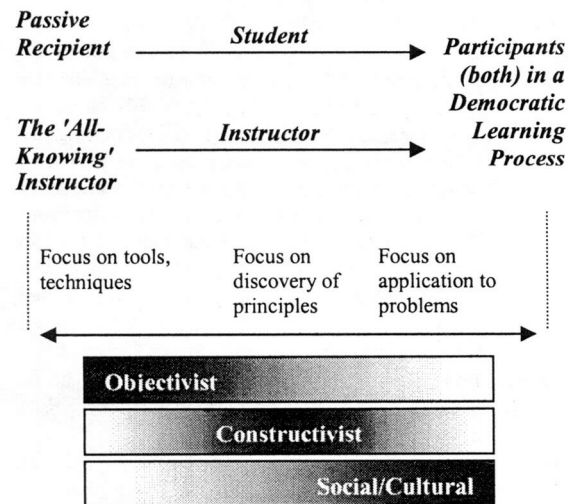 Passive
Recipient
Student
Participants
(both) in a
Democratic
Learning
Process
The 'All-
Knowing'
Instructor
Instructor
Focus on tools,
techniques
Focus on
discovery of
principles
Focus on
application to
problems
Objectivist
Constructivist
Social/Cultural